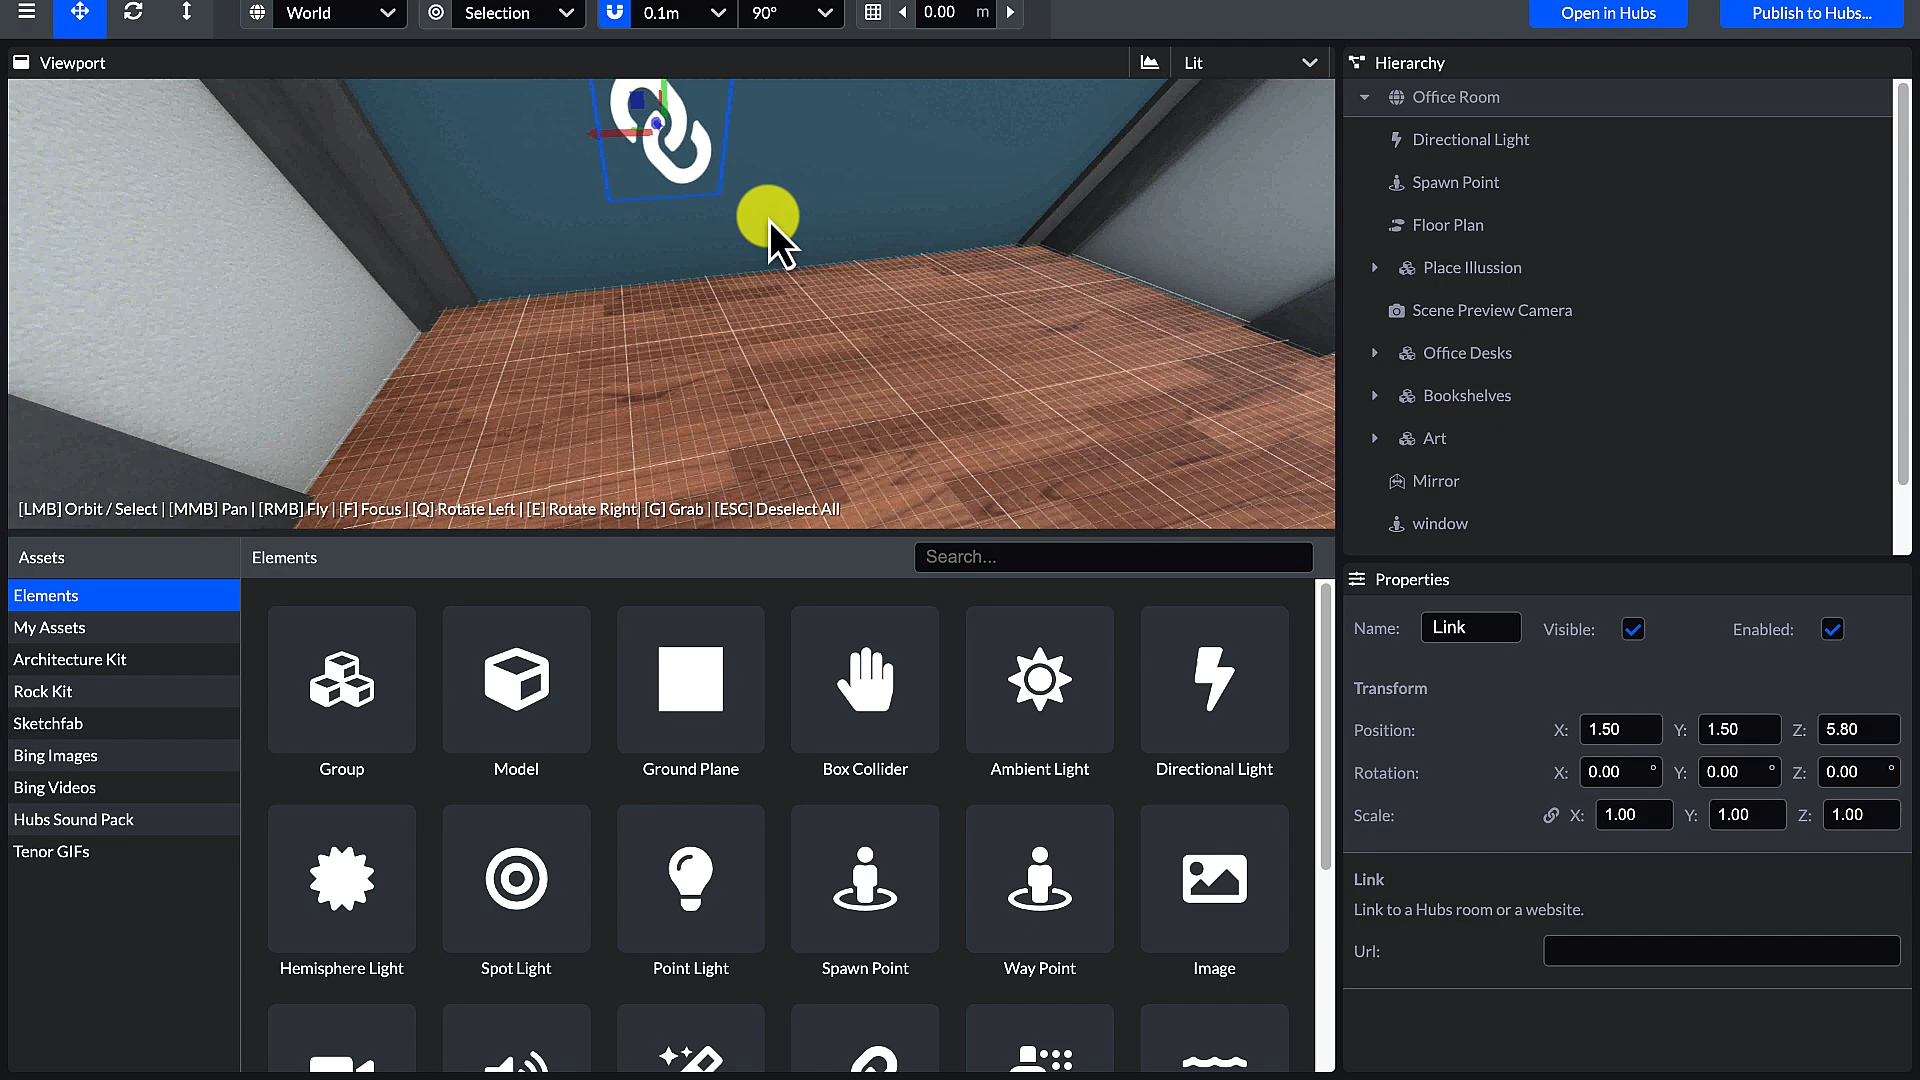 World
Selection
0.1m
90°
0.00 m
Open in Hubs
Publish to Hubs...
Viewport
Lit
[LMB] Orbit / Select | [MMB] Pan | [RMB] Fly | [F] Focus | [Q] Rotate Left | [E] Rotate Right | [G] Grab | [ESC] Deselect All
Hierarchy
Office Room
Directional Light
Spawn Point
Floor Plan
Place Illussion
Scene Preview Camera
Office Desks
Bookshelves
Art
Mirror
window
Assets
Elements
My Assets
Architecture Kit
Rock Kit
Sketchfab
Bing Images
Bing Videos
Hubs Sound Pack
Tenor GIFs
Elements
Search...
Group
Model
Ground Plane
Box Collider
Ambient Light
Directional Light
Hemisphere Light
Spot Light
Point Light
Spawn Point
Way Point
Image
Properties
Name: Link Visible: Enabled:
Transform
Position: X: 1.50 Y: 1.50 Z: 5.80
Rotation: X: 0.00 ° Y: 0.00 ° Z: 0.00 °
Scale: X: 1.00 Y: 1.00 Z: 1.00
Link
Link to a Hubs room or a website.
Url: